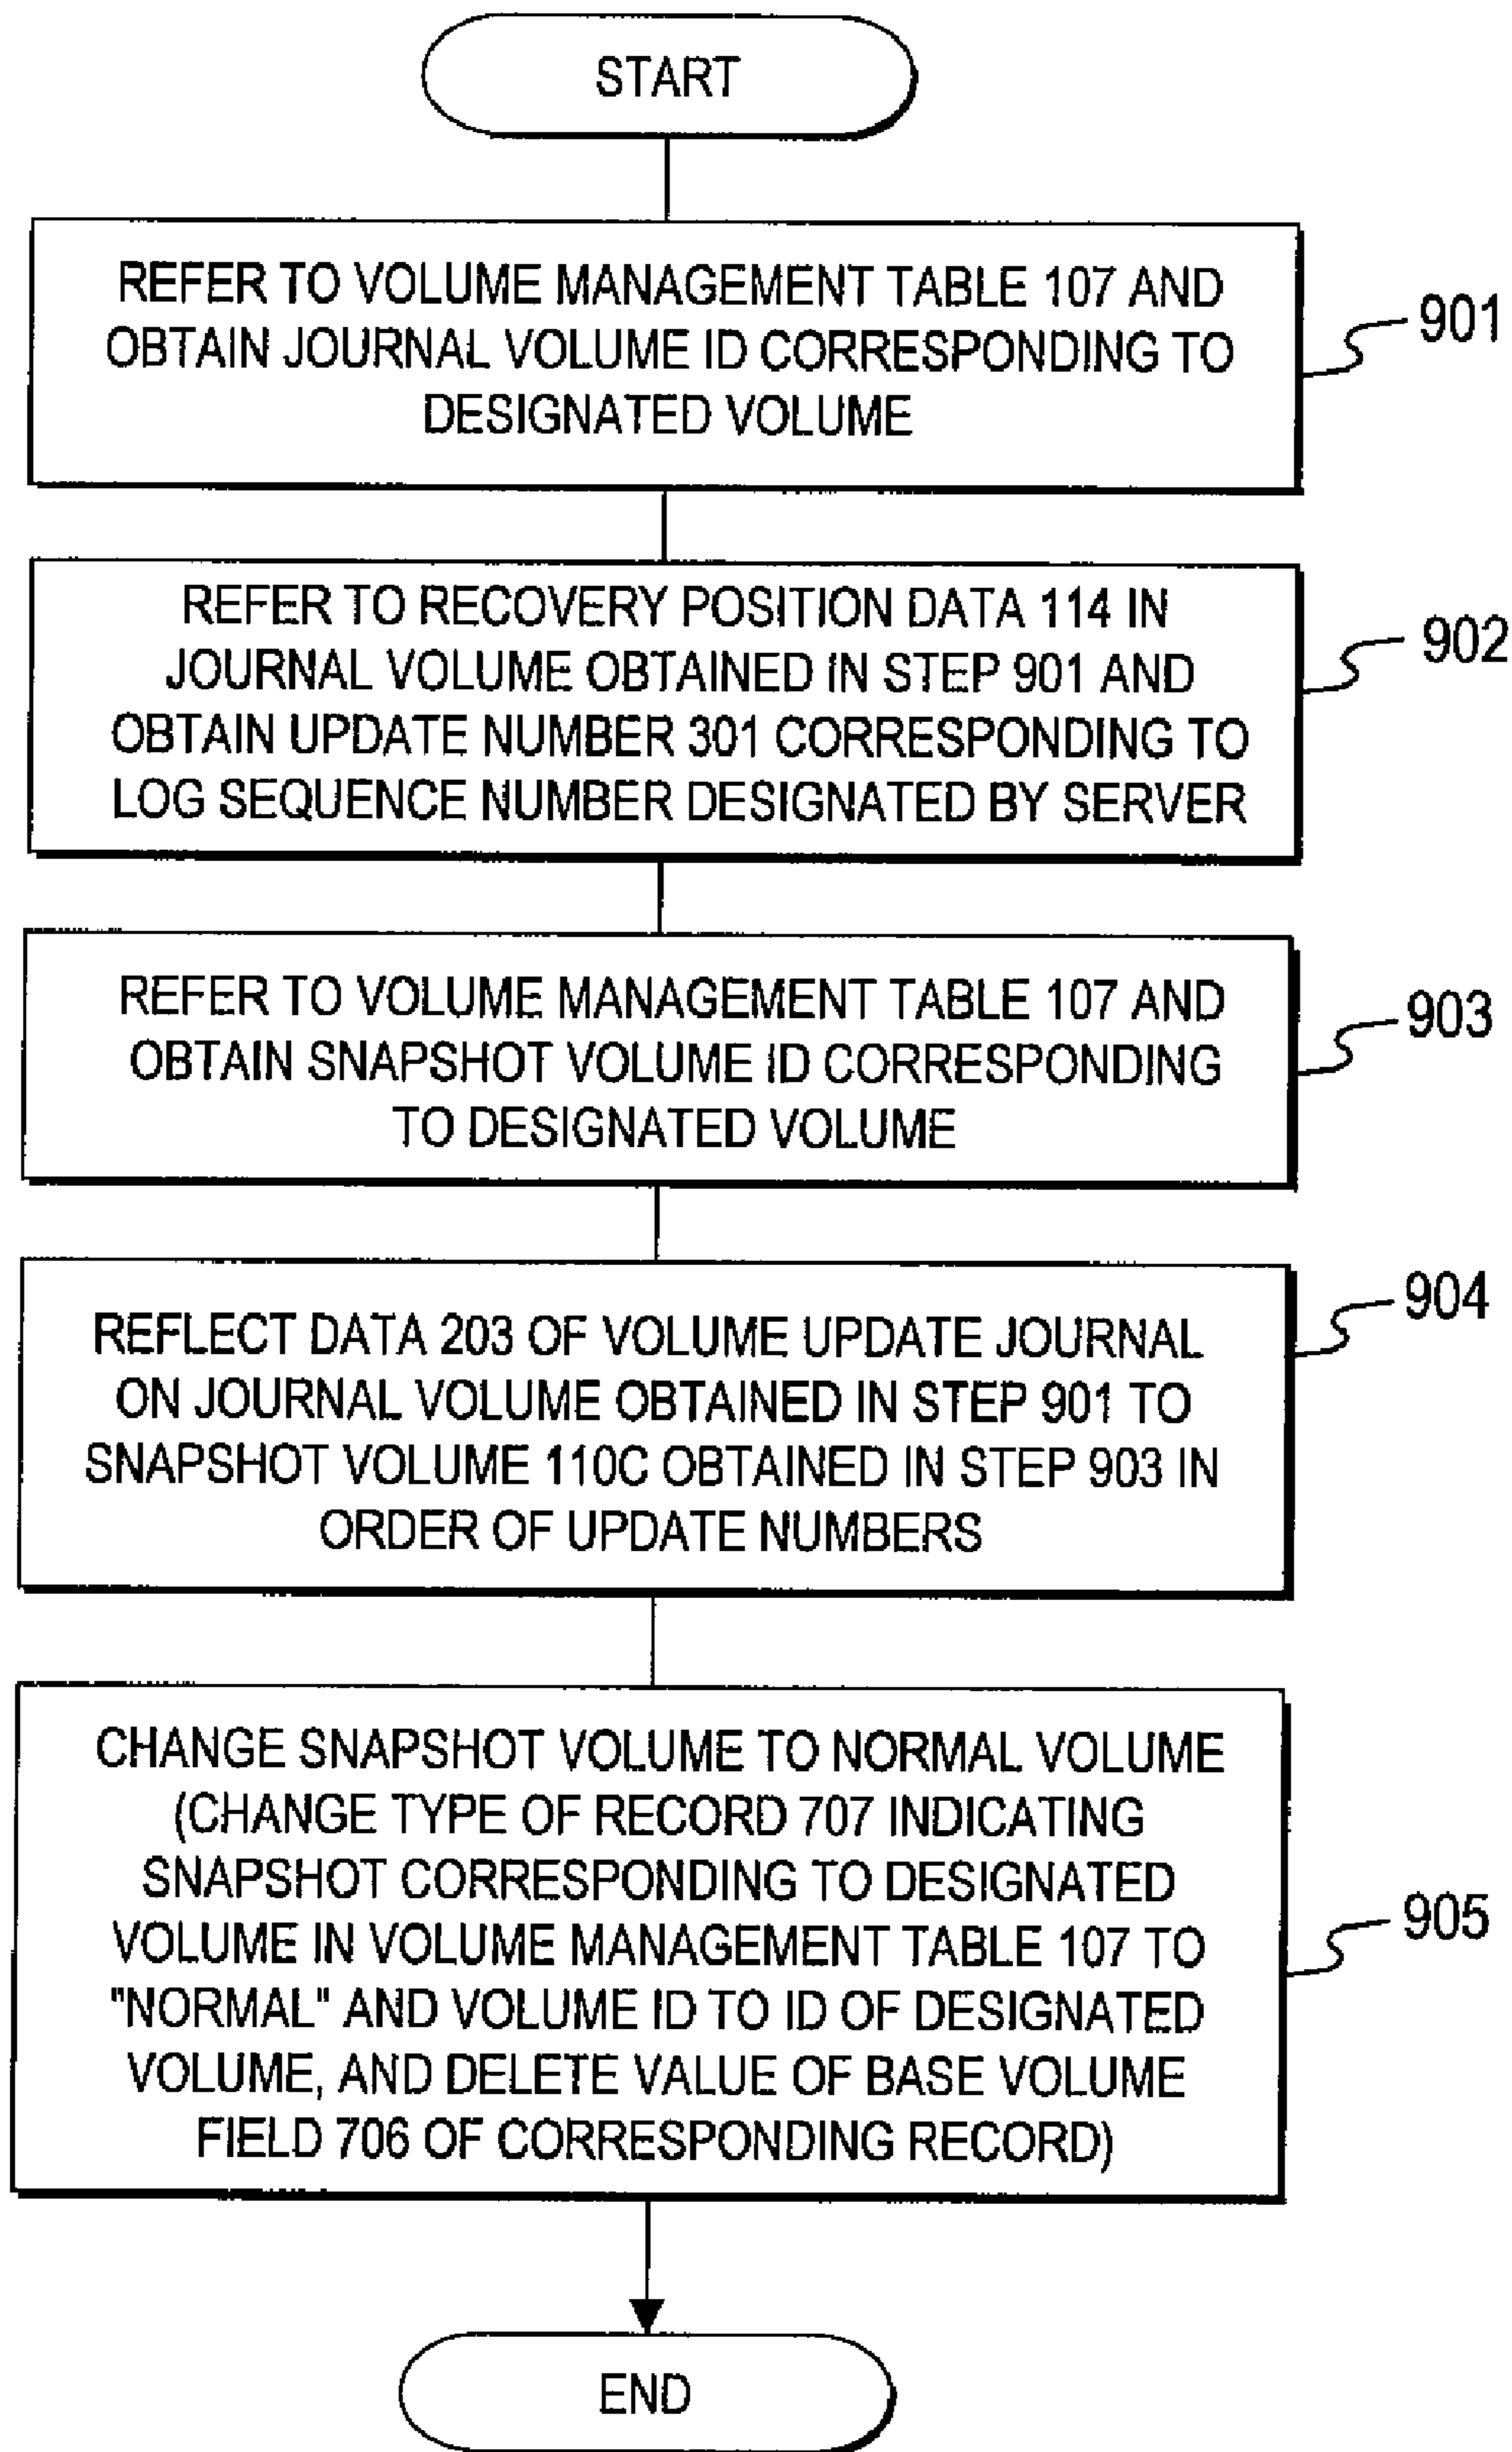 START
REFER TO VOLUME MANAGEMENT TABLE 107 AND
OBTAIN JOURNAL VOLUME ID CORRESPONDING TO
DESIGNATED VOLUME
901
REFER TO RECOVERY POSITION DATA 114 IN
JOURNAL VOLUME OBTAINED IN STEP 901 AND
OBTAIN UPDATE NUMBER 301 CORRESPONDING TO
LOG SEQUENCE NUMBER DESIGNATED BY SERVER
902
REFER TO VOLUME MANAGEMENT TABLE 107 AND
OBTAIN SNAPSHOT VOLUME ID CORRESPONDING
TO DESIGNATED VOLUME
903
REFLECT DATA 203 OF VOLUME UPDATE JOURNAL
ON JOURNAL VOLUME OBTAINED IN STEP 901 TO
SNAPSHOT VOLUME 110C OBTAINED IN STEP 903 IN
ORDER OF UPDATE NUMBERS
904
CHANGE SNAPSHOT VOLUME TO NORMAL VOLUME
(CHANGE TYPE OF RECORD 707 INDICATING
SNAPSHOT CORRESPONDING TO DESIGNATED
VOLUME IN VOLUME MANAGEMENT TABLE 107 TO
"NORMAL" AND VOLUME ID TO ID OF DESIGNATED
VOLUME, AND DELETE VALUE OF BASE VOLUME
FIELD 706 OF CORRESPONDING RECORD)
905
END